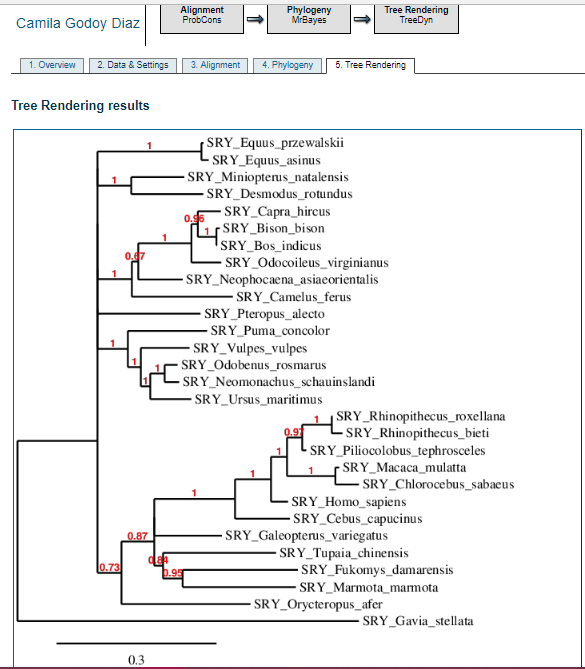 Camila Godoy Diaz
Alignment
ProbCons
Phylogeny
MrBayes
Tree Rendering
TreeDyn
1. Overview
2. Data & Settings
3. Alignment
4. Phylogeny
5. Tree Rendering
Tree Rendering results
1
SRY_Equus_przewalskii
SRY_Equus_asinus
1
SRY_Miniopterus_natalensis
SRY_Desmodus_rotundus
SRY_Capra_hircus
0.96
1
SRY_Bison_bison
1
SRY_Bos_indicus
0.67
SRY_Odocoileus_virginianus
1
SRY_Neophocaena_asiaeorientalis
SRY_Camelus_ferus
SRY_Pteropus_alecto
SRY_Puma_concolor
1
SRY_Vulpes_vulpes
1
SRY_Odobenus_rosmarus
1
1
SRY_Neomonachus_schauinslandi
SRY_Ursus_maritimus
1
SRY_Rhinopithecus_roxellana
0.97
SRY_Rhinopithecus_bieti
1
SRY_Piliocolobus_tephrosceles
1
SRY_Macaca_mulatta
1
SRY_Chlorocebus_sabaeus
1
SRY_Homo_sapiens
SRY_Cebus_capucinus
0.87
SRY_Galeopterus_variegatus
SRY_Tupaia_chinensis
0.84
0.73
0.95
SRY_Fukomys_damarensis
SRY_Marmota_marmota
SRY_Orycteropus_afer
SRY_Gavia_stellata
0.3